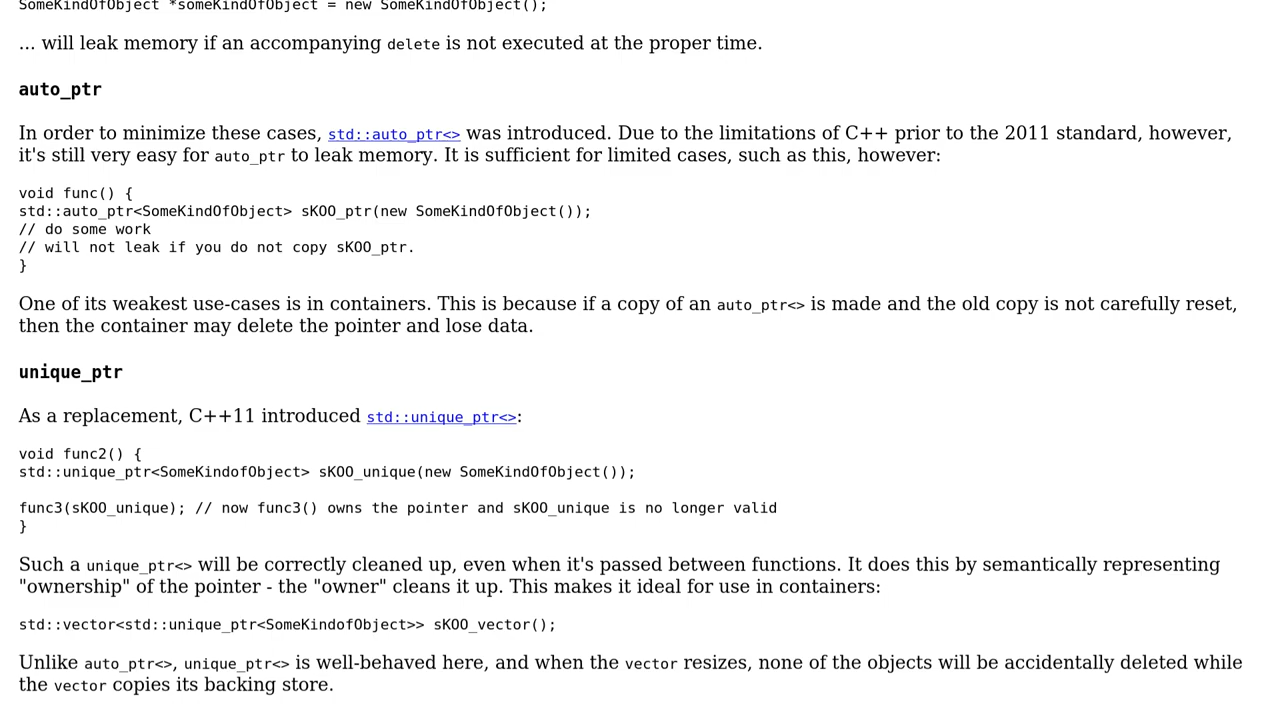 SomeKindOfObject *someKindOfObject = new SomeKindOfObject();
... will leak memory if an accompanying delete is not executed at the proper time.
auto_ptr
In order to minimize these cases, std::auto_ptr<> was introduced. Due to the limitations of C++ prior to the 2011 standard, however,
it's still very easy for auto_ptr to leak memory. It is sufficient for limited cases, such as this, however:
void func() {
std::auto_ptr<SomeKindOfObject> sKOO_ptr(new SomeKindOfObject());
// do some work
// will not leak if you do not copy sKOO_ptr.
}
One of its weakest use-cases is in containers. This is because if a copy of an auto_ptr<> is made and the old copy is not carefully reset,
then the container may delete the pointer and lose data.
unique_ptr
As a replacement, C++11 introduced std::unique_ptr<>:
void func2() {
std::unique_ptr<SomeKindofObject> sKOO_unique(new SomeKindOfObject());
func3(sKOO_unique); // now func3() owns the pointer and sKOO_unique is no longer valid
}
Such a unique_ptr<> will be correctly cleaned up, even when it's passed between functions. It does this by semantically representing
"ownership" of the pointer - the "owner" cleans it up. This makes it ideal for use in containers:
std::vector<std::unique_ptr<SomeKindofObject>> sKOO_vector();
Unlike auto_ptr<>, unique_ptr<> is well-behaved here, and when the vector resizes, none of the objects will be accidentally deleted while
the vector copies its backing store.